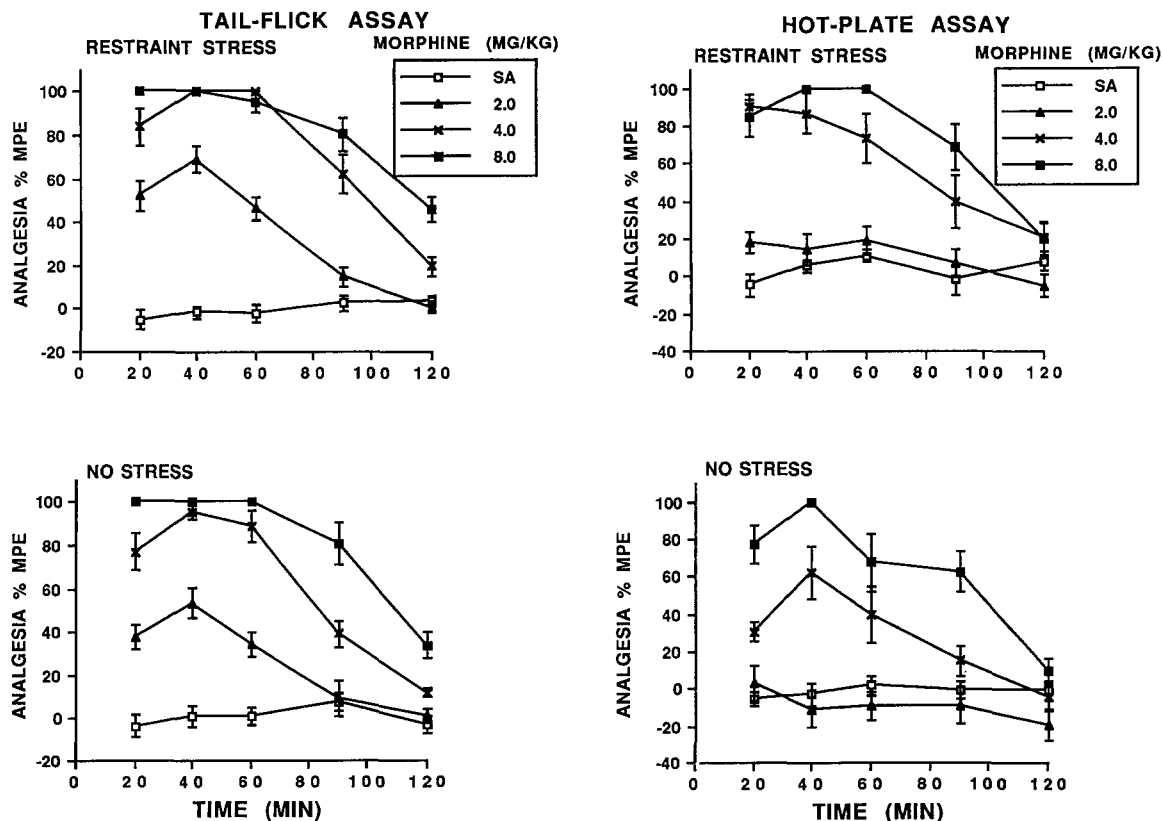 TAIL-FLICK ASSAY
RESTRAINT STRESS
MORPHINE (MG/KG)
SA
2.0
4.0
8.0
ANALGESIA % MPE
100
80
60
40
20
0
-20
0 20 40 60 80 100 120
HOT-PLATE ASSAY
RESTRAINT STRESS
MORPHINE (MG/KG)
SA
2.0
4.0
8.0
ANALGESIA % MPE
100
80
60
40
20
0
-20
-40
0 20 40 60 80 100 120
NO STRESS
ANALGESIA % MPE
100
80
60
40
20
0
-20
0 20 40 60 80 100 120
TIME (MIN)
NO STRESS
ANALGESIA % MPE
100
80
60
40
20
0
-20
-40
0 20 40 60 80 100 120
TIME (MIN)